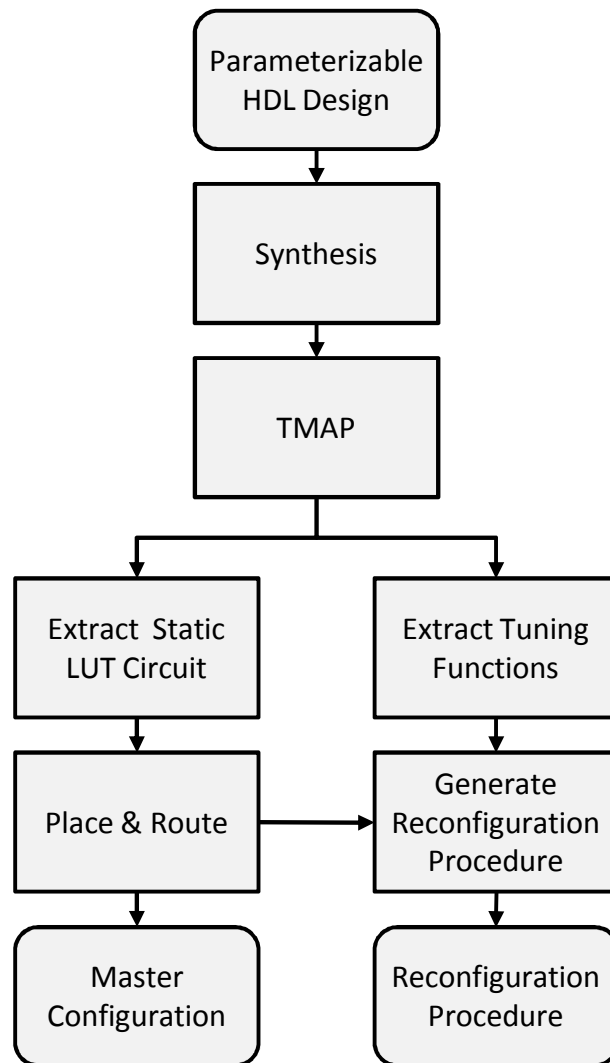 Parameterizable
HDL Design
Synthesis
TMAP
Extract Static
LUT Circuit
Extract Tuning
Functions
Place & Route
Generate
Reconfiguration
Procedure
Master
Configuration
Reconfiguration
Procedure